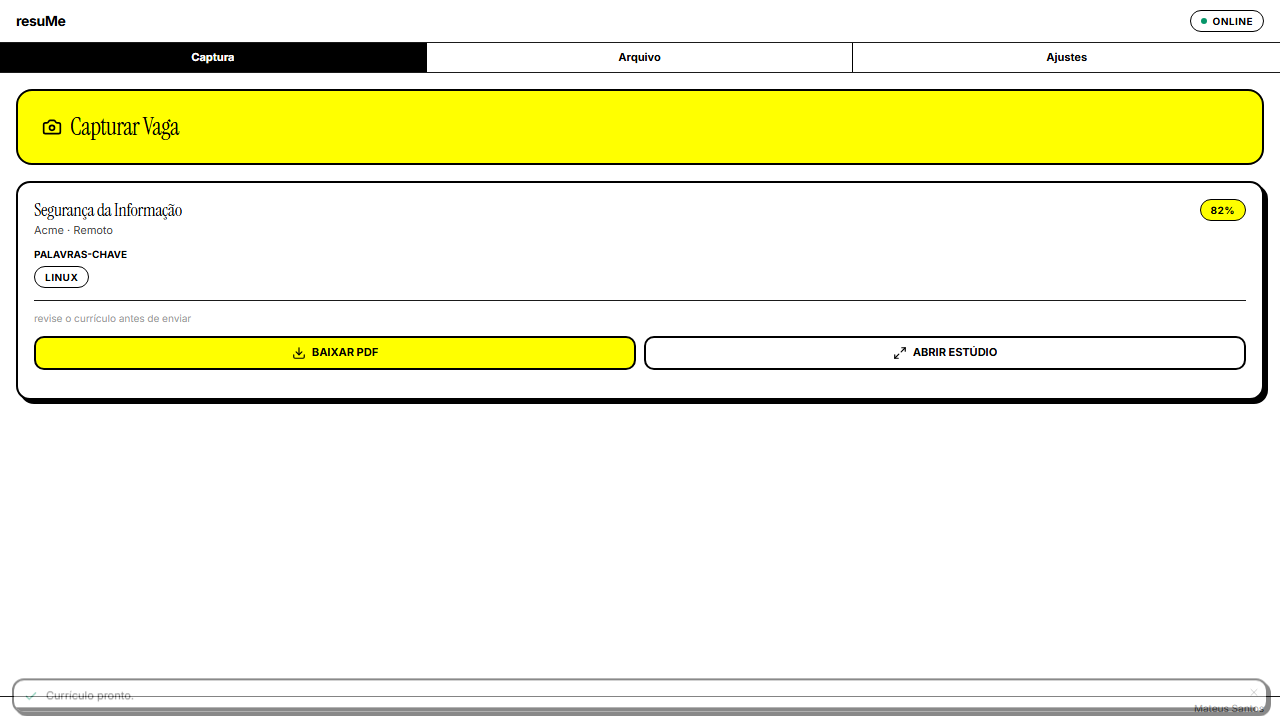 resuMe
ONLINE
Captura
Arquivo
Ajustes
Capturar Vaga
Segurança da Informação
82%
Acme · Remoto
PALAVRAS-CHAVE
LINUX
revise o currículo antes de enviar
BAIXAR PDF
ABRIR ESTÚDIO
Currículo pronto.
Mateus Santos